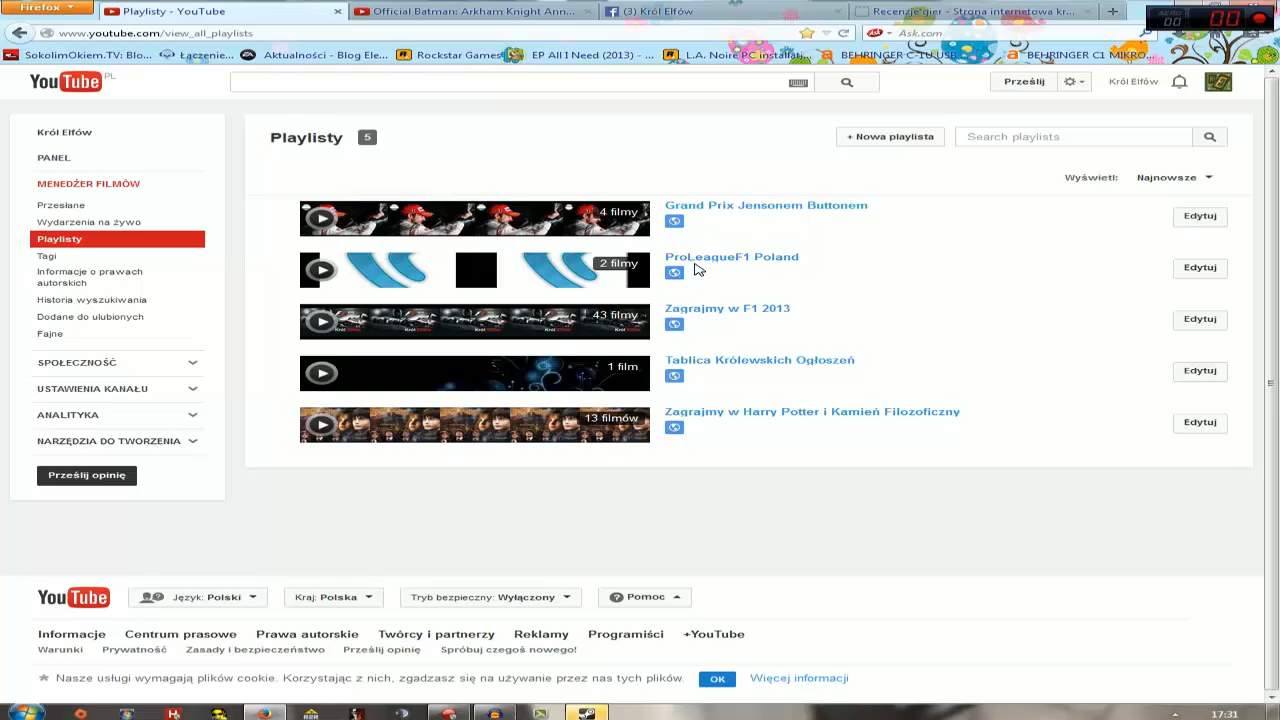 Firefox
Playlisty - YouTube
Official Batman: Arkham Knight Ann...
(3) Król Elfów
Recenzje gier - Strona internetowa kr...
00 00
www.youtube.com/view_all_playlists
Ask.com
SokolimOkiem.TV: Blo...
Łącenie...
Aktualności - Blog Ele...
Rockstar Games
EP All I Need (2013) - ...
L.A. Noire PC instalati...
BEHRINGER C-1U USB
BEHRINGER C1 MIKRO...
YouTube PL
Prześlij
Król Elfów
Król Elfów
PANEL
MENEDŻER FILMÓW
Przesłane
Wydarzenia na żywo
Playlisty
Tagi
Informacje o prawach
autorskich
Historia wyszukiwania
Dodane do ulubionych
Fajne
SPOŁECZNOŚĆ
USTAWIENIA KANAŁU
ANALITYKA
NARZĘDZIA DO TWORZENIA
Prześlij opinię
Playlisty 5
+ Nowa playlista
Search playlists
Wyświetl: Najnowsze
4 filmy
Grand Prix Jensonem Buttonem
Edytuj
2 filmy
ProLeagueF1 Poland
Edytuj
43 filmy
Zagrajmy w F1 2013
Edytuj
1 film
Tablica Królewskich Ogłoszeń
Edytuj
13 filmów
Zagrajmy w Harry Potter i Kamień Filozoficzny
Edytuj
YouTube
Język: Polski
Kraj: Polska
Tryb bezpieczny: Wyłączony
Pomoc
Informacje
Centrum prasowe
Prawa autorskie
Twórcy i partnerzy
Reklamy
Programiści
+YouTube
Warunki
Prywatność
Zasady i bezpieczeństwo
Prześlij opinię
Spróbuj czegoś nowego!
Nasze usługi wymagają plików cookie. Korzystając z nich, zgadzasz się na używanie przez nas tych plików.
OK
Więcej informacji
17:31